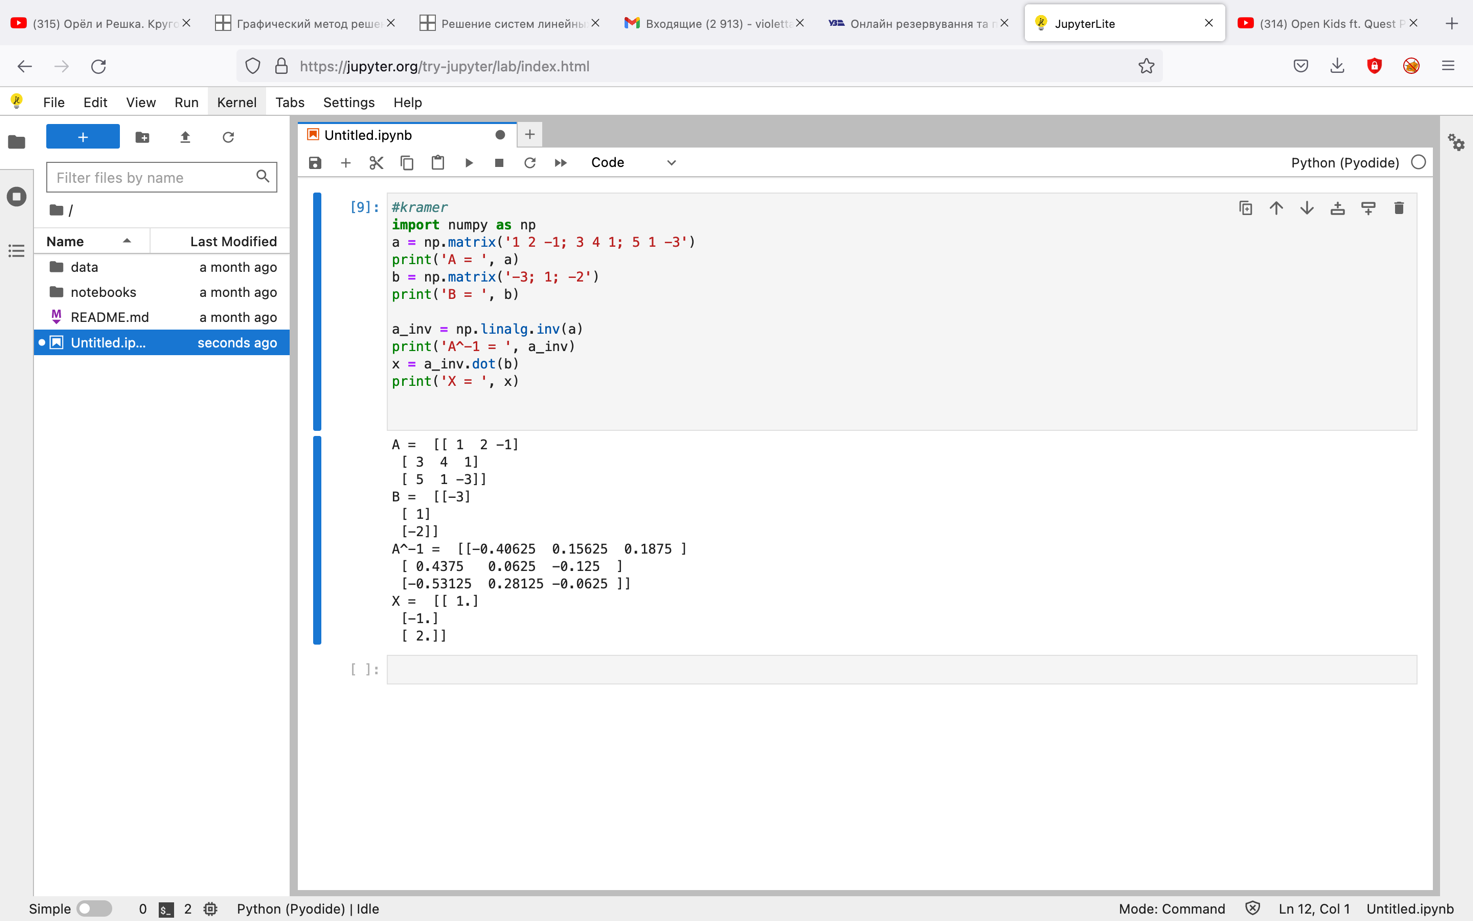 (315) Орёл и Решка. Круго
Графический метод реше
Решение систем линейны
Входящие (2 913) - violetta
Онлайн резервування та п
JupyterLite
(314) Open Kids ft. Quest P
https://jupyter.org/try-jupyter/lab/index.html
File Edit View Run Kernel Tabs Settings Help
Untitled.ipynb
Code
Python (Pyodide)
Filter files by name
/
Name Last Modified
data a month ago
notebooks a month ago
README.md a month ago
Untitled.ip... seconds ago
[9]: #kramer
import numpy as np
a = np.matrix('1 2 -1; 3 4 1; 5 1 -3')
print('A = ', a)
b = np.matrix('-3; 1; -2')
print('B = ', b)
a_inv = np.linalg.inv(a)
print('A^-1 = ', a_inv)
x = a_inv.dot(b)
print('X = ', x)
A =  [[ 1  2 -1]
[ 3  4  1]
[ 5  1 -3]]
B =  [[-3]
[ 1]
[-2]]
A^-1 =  [[-0.40625  0.15625  0.1875 ]
[ 0.4375   0.0625  -0.125  ]
[-0.53125  0.28125 -0.0625 ]]
X =  [[ 1.]
[-1.]
[ 2.]]
[ ]:
Simple 0 2 Python (Pyodide) | Idle Mode: Command Ln 12, Col 1 Untitled.ipynb